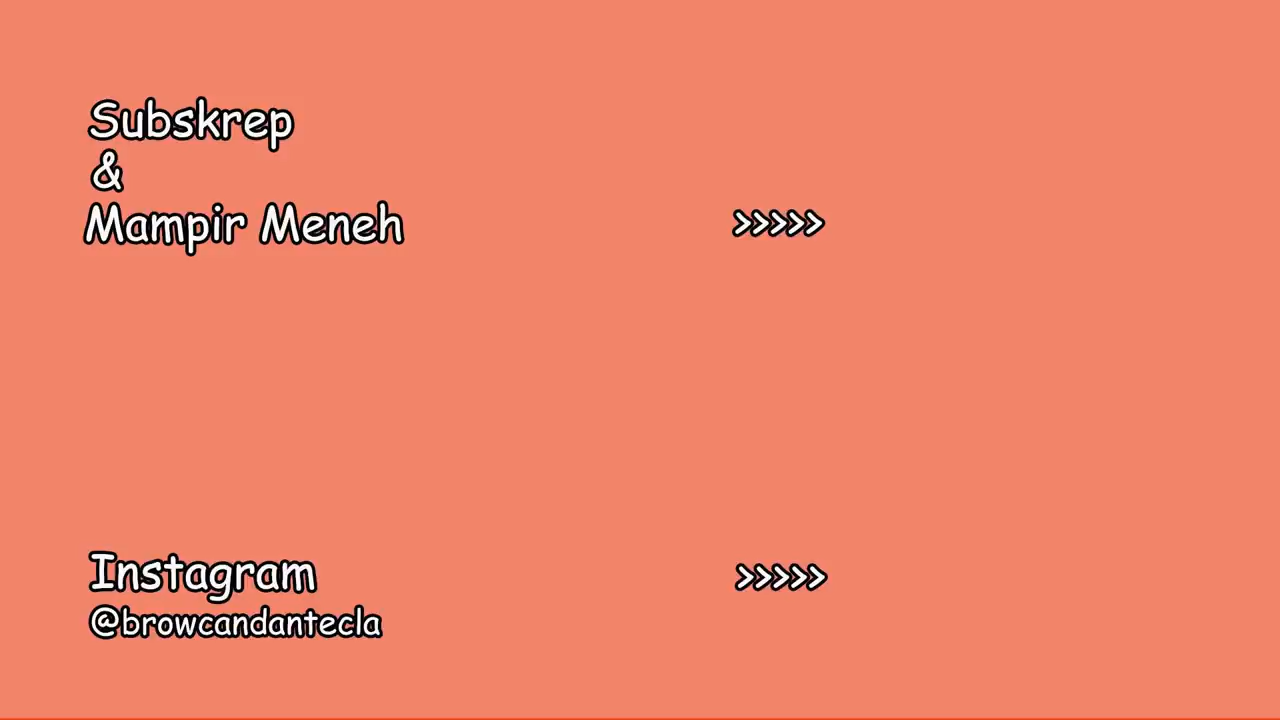 Subskrep
&
Mampir Meneh
>>>>>
Instagram
@browcandantecla
>>>>>